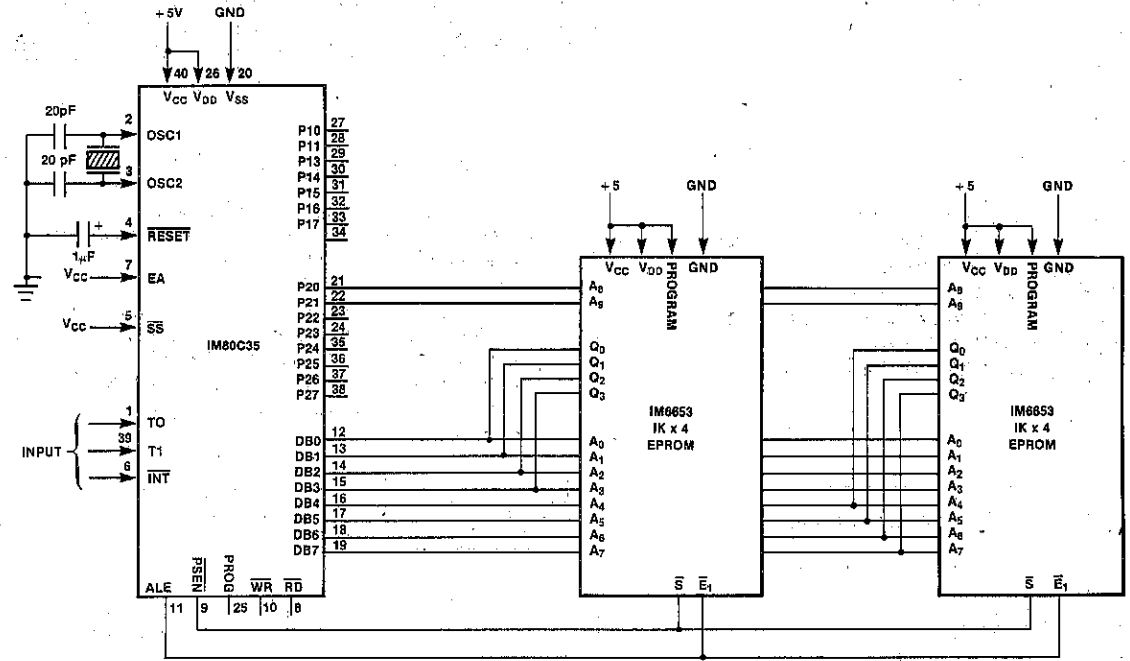 +5V GND
40 26 20
VCC VDD VSS
20pF
2 OSC1
20 pF
3 OSC2
4 RESET
1μF
7
VCC EA
5
VCC SS
IM80C35
1 TO
39
INPUT T1
6 INT
P10 27
P11 28
P13 29
P14 30
P15 31
P16 32
P17 33
34
P20 21
P21 22
P22 23
P23 24
P24 35
P25 36
P26 37
P27 38
DB0 12
DB1 13
DB2 14
DB3 15
DB4 16
DB5 17
DB6 18
DB7 19
ALE PSEN PROG WR RD
11 9 25 10 8
+5 GND
VCC VDD PROGRAM GND
A8
A9
Q0
Q1
Q2
Q3
IM6653
IK x 4
EPROM
A0
A1
A2
A3
A4
A5
A6
A7
S E1
+5 GND
VCC VDD PROGRAM GND
A8
A9
Q0
Q1
Q2
Q3
IM6653
IK x 4
EPROM
A0
A1
A2
A3
A4
A5
A6
A7
S E1